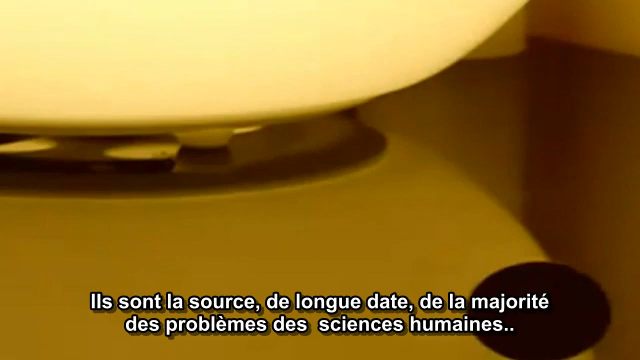 Ils sont la source, de longue date, de la majorité
des problèmes des  sciences humaines..